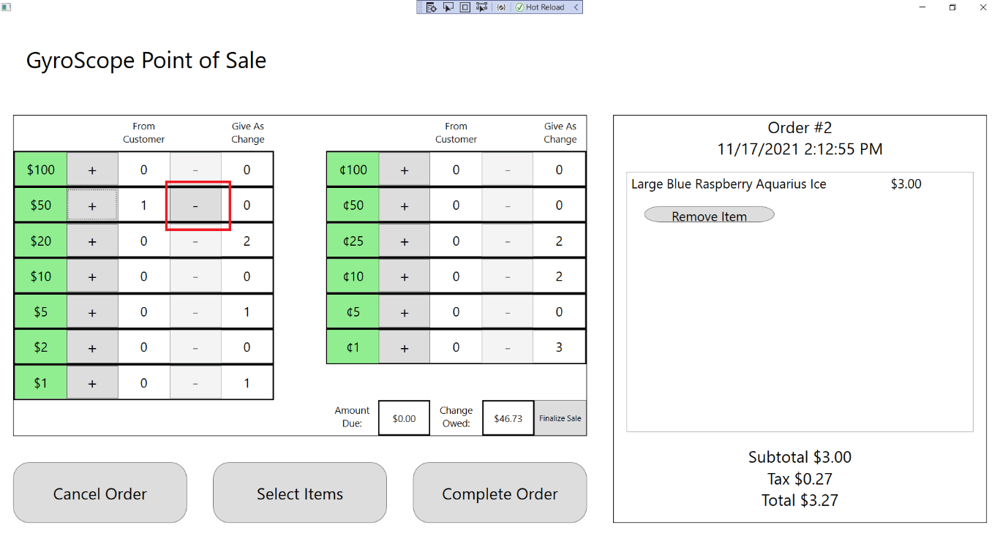 Hot Reload
GyroScope Point of Sale
From Customer Give As Change
$100 + 0 - 0
$50 + 1 - 0
$20 + 0 - 2
$10 + 0 - 0
$5 + 0 - 1
$2 + 0 - 0
$1 + 0 - 1
From Customer Give As Change
¢100 + 0 - 0
¢50 + 0 - 0
¢25 + 0 - 2
¢10 + 0 - 2
¢5 + 0 - 0
¢1 + 0 - 3
Amount Due: $0.00 Change Owed: $46.73 Finalize Sale
Cancel Order Select Items Complete Order
Order #2
11/17/2021 2:12:55 PM
Large Blue Raspberry Aquarius Ice $3.00
Remove Item
Subtotal $3.00
Tax $0.27
Total $3.27